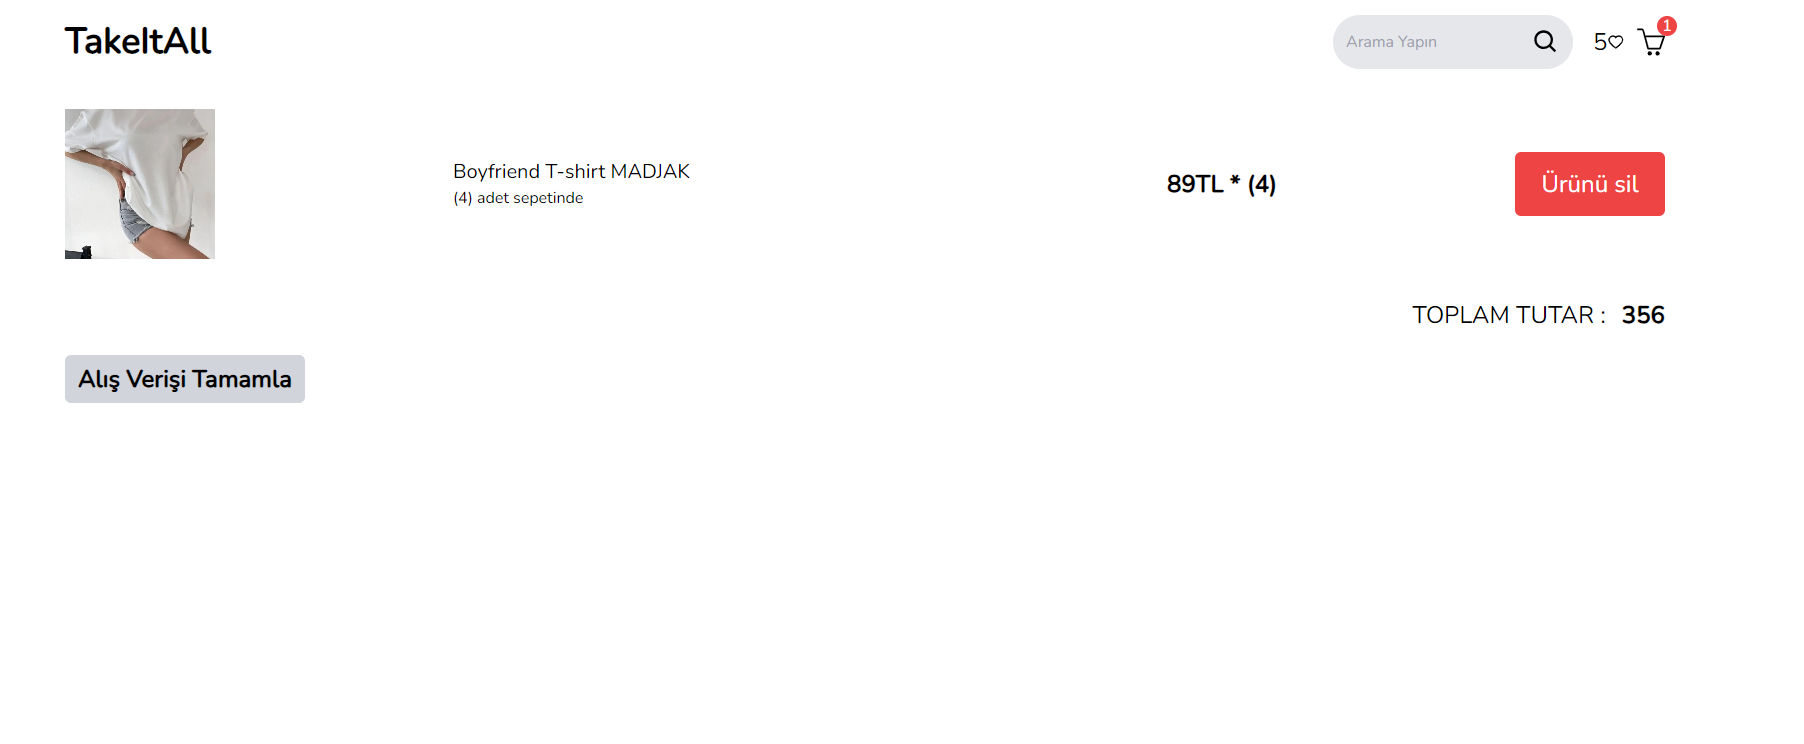 TakeItAll
Arama Yapın
5
1
Boyfriend T-shirt MADJAK
(4) adet sepetinde
89TL * (4)
Ürünü sil
TOPLAM TUTAR : 356
Alış Verişi Tamamla